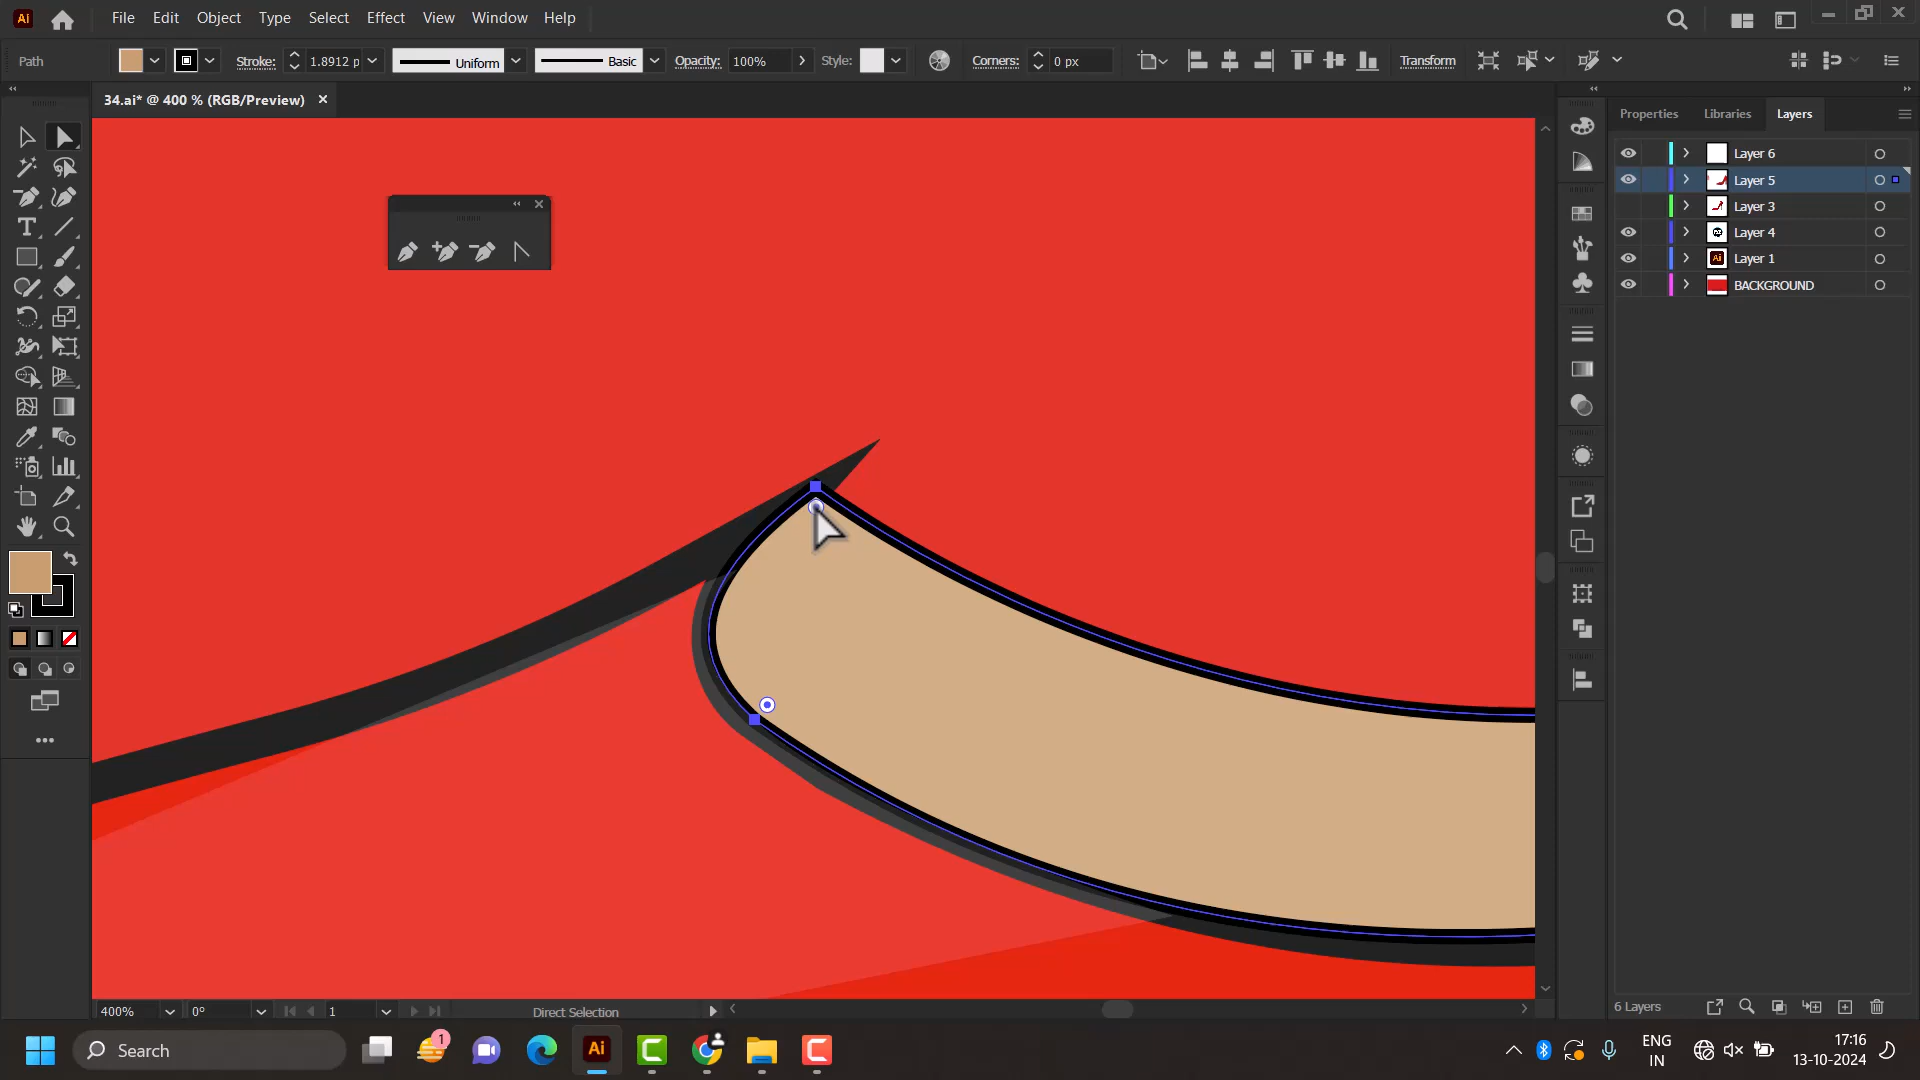 Ai File Edit Object Type Select Effect View Window Help
Path Stroke: 1.8912 p Uniform Basic Opacity: 100% Style: Corners: 0 px Transform
34.ai* @ 400 % (RGB/Preview)
Properties Libraries Layers
Layer 6
Layer 5
Layer 3
Layer 4
Ai Layer 1
BACKGROUND
400% 0° 1 Direct Selection 6 Layers
Search 1 Ai ENG IN 17:16 13-10-2024